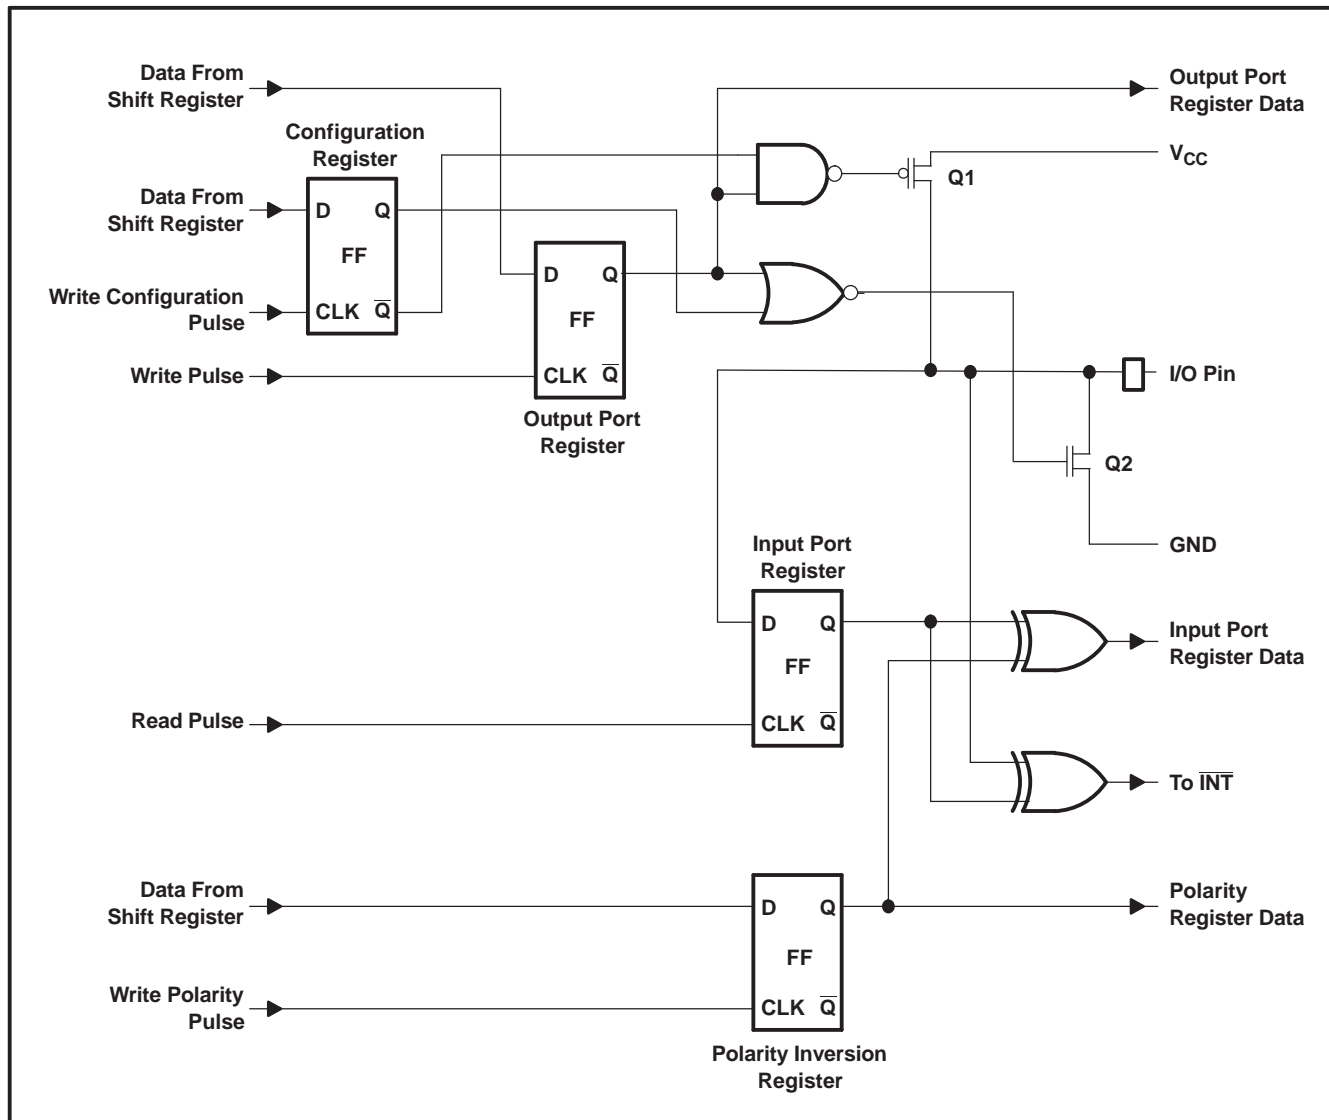 Data From
Shift Register
Output Port
Register Data
Configuration
Register
VCC
Q1
Data From
Shift Register
D Q
FF
CLK Q̅
D Q
FF
CLK Q̅
Write Configuration
Pulse
Write Pulse
I/O Pin
Output Port
Register
Q2
GND
Input Port
Register
D Q
FF
CLK Q̅
Input Port
Register Data
Read Pulse
To I̅N̅T̅
Data From
Shift Register
D Q
FF
CLK Q̅
Polarity
Register Data
Write Polarity
Pulse
Polarity Inversion
Register